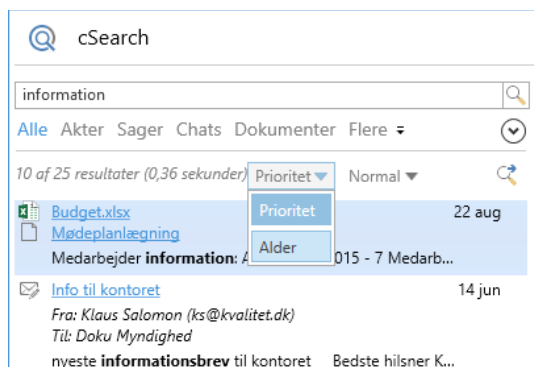 cSearch
information
Alle Akter Sager Chats Dokumenter Flere
10 af 25 resultater (0,36 sekunder) Prioritet Normal
Prioritet
Alder
Budget.xlsx 22 aug
Mødeplanlægning
Medarbejder information: 015 - 7 Medarb...
Info til kontoret 14 jun
Fra: Klaus Salomon (ks@kvalitet.dk)
Til: Doku Myndighed
nyeste informationsbrev til kontoret Bedste hilsner K...